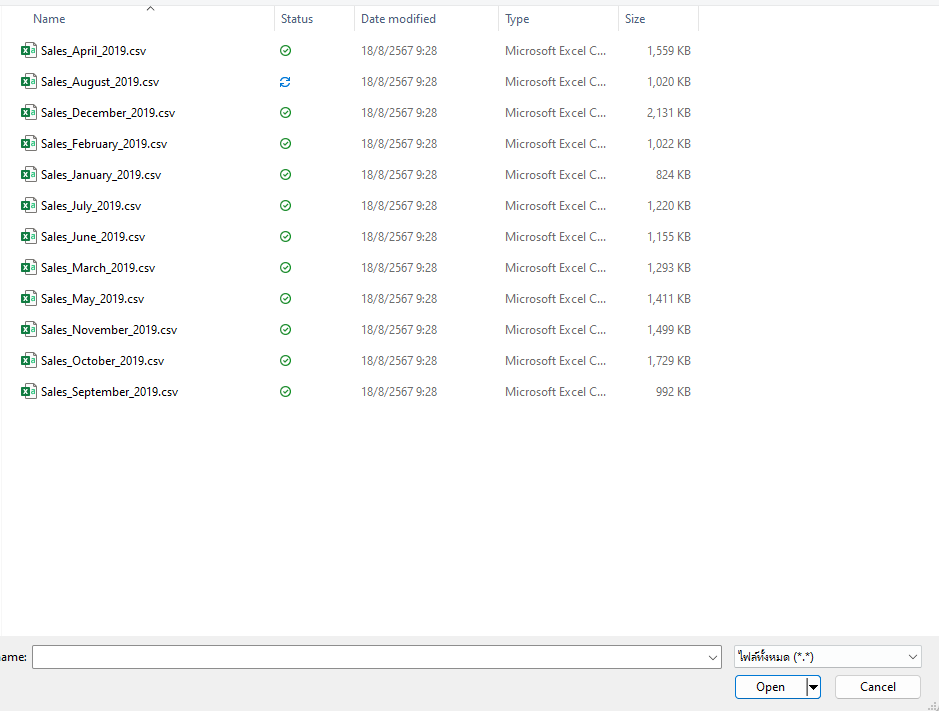 Name Status Date modified Type Size
Sales_April_2019.csv 18/8/2567 9:28 Microsoft Excel C... 1,559 KB
Sales_August_2019.csv 18/8/2567 9:28 Microsoft Excel C... 1,020 KB
Sales_December_2019.csv 18/8/2567 9:28 Microsoft Excel C... 2,131 KB
Sales_February_2019.csv 18/8/2567 9:28 Microsoft Excel C... 1,022 KB
Sales_January_2019.csv 18/8/2567 9:28 Microsoft Excel C... 824 KB
Sales_July_2019.csv 18/8/2567 9:28 Microsoft Excel C... 1,220 KB
Sales_June_2019.csv 18/8/2567 9:28 Microsoft Excel C... 1,155 KB
Sales_March_2019.csv 18/8/2567 9:28 Microsoft Excel C... 1,293 KB
Sales_May_2019.csv 18/8/2567 9:28 Microsoft Excel C... 1,411 KB
Sales_November_2019.csv 18/8/2567 9:28 Microsoft Excel C... 1,499 KB
Sales_October_2019.csv 18/8/2567 9:28 Microsoft Excel C... 1,729 KB
Sales_September_2019.csv 18/8/2567 9:28 Microsoft Excel C... 992 KB
ame: ไฟล์ทั้งหมด (*.*)
Open Cancel